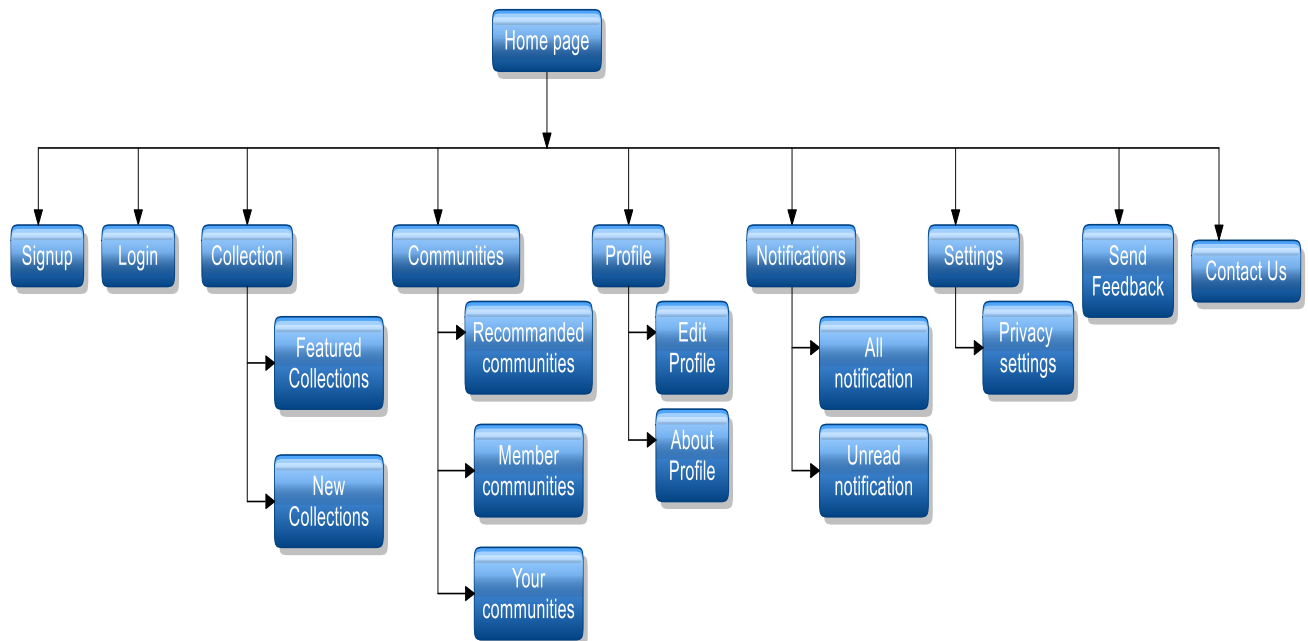 Home page
Signup
Login
Collection
Communities
Profile
Notifications
Settings
Send
Feedback
Contact Us
Featured
Collections
New
Collections
Recommanded
communities
Member
communities
Your
communities
Edit
Profile
About
Profile
All
notification
Unread
notification
Privacy
settings